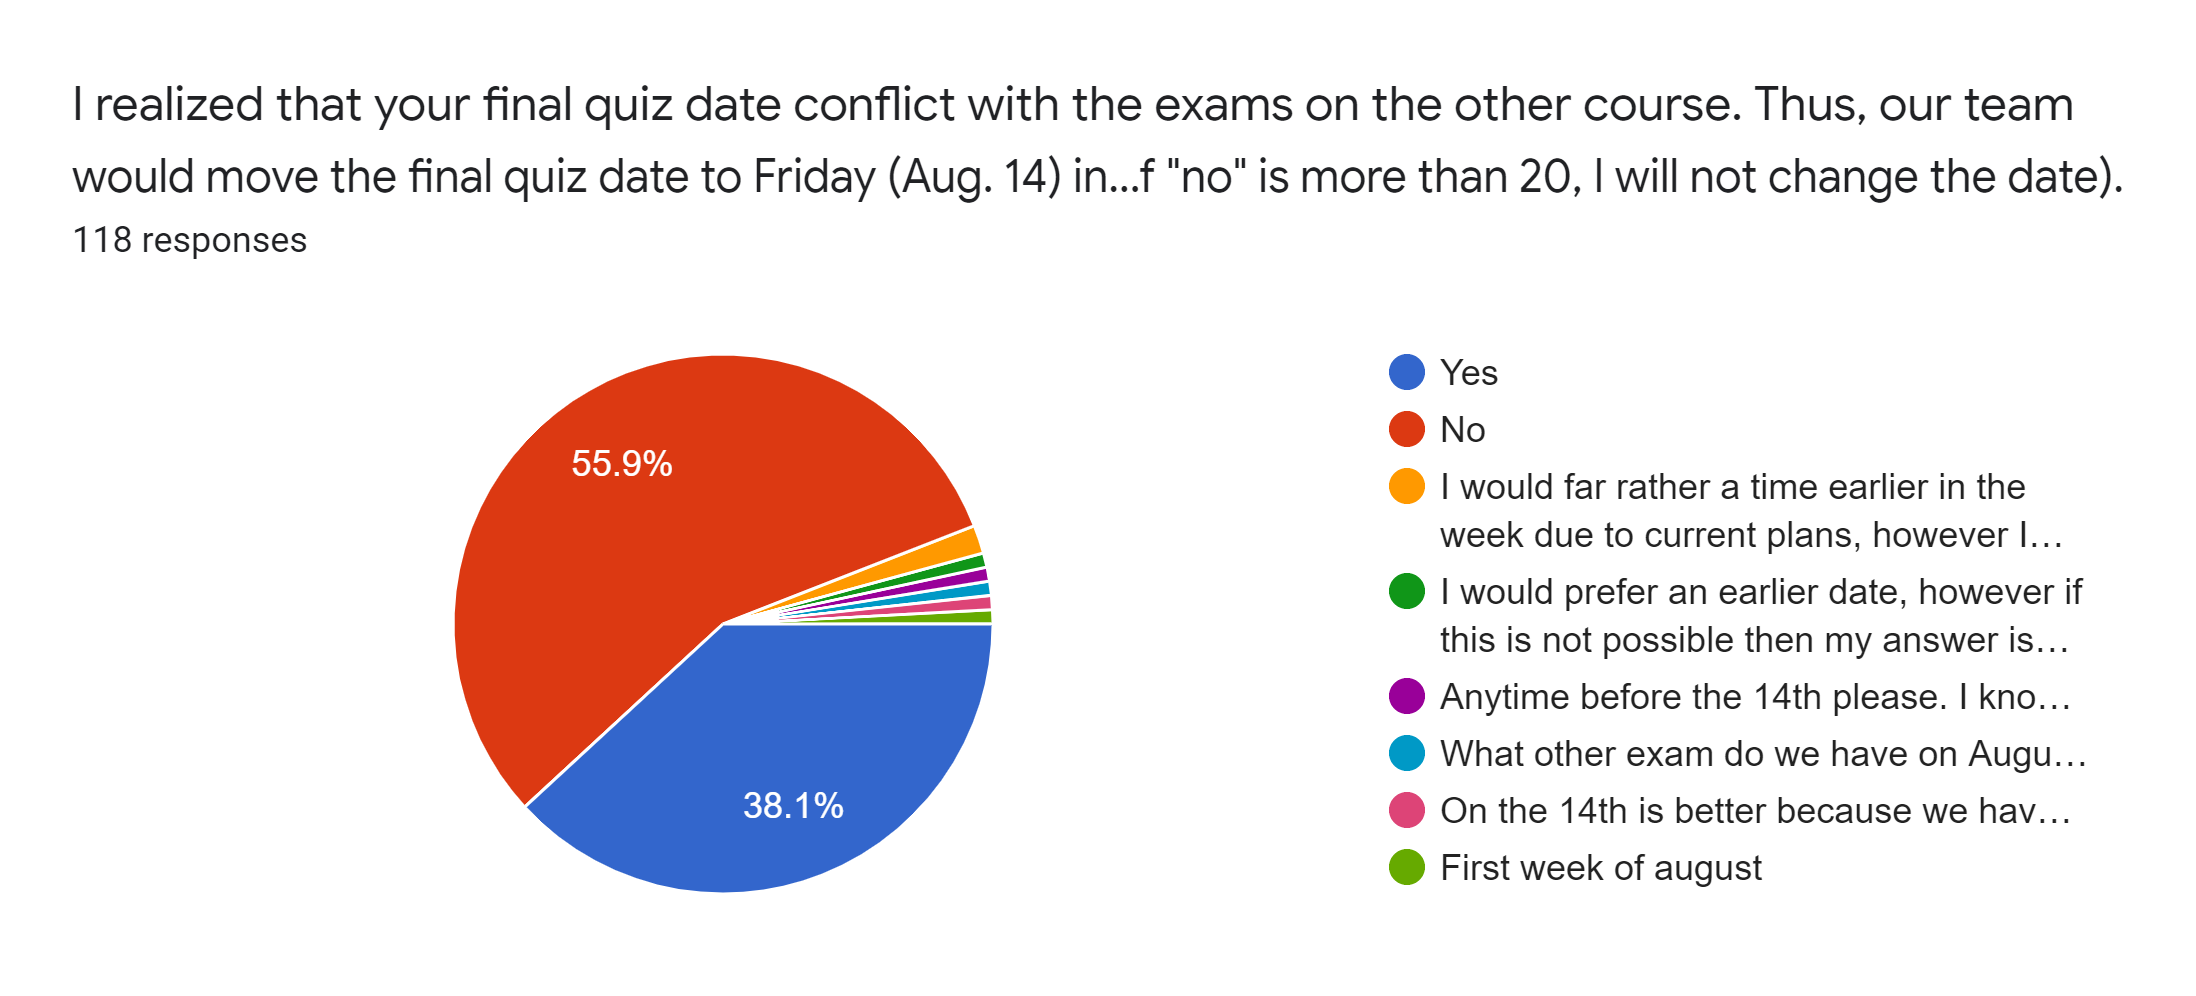 I realized that your final quiz date conflict with the exams on the other course. Thus, our team
would move the final quiz date to Friday (Aug. 14) in...f "no" is more than 20, I will not change the date).
118 responses
55.9%
38.1%
Yes
No
I would far rather a time earlier in the
week due to current plans, however I…
I would prefer an earlier date, however if
this is not possible then my answer is…
Anytime before the 14th please. I kno…
What other exam do we have on Augu…
On the 14th is better because we hav…
First week of august